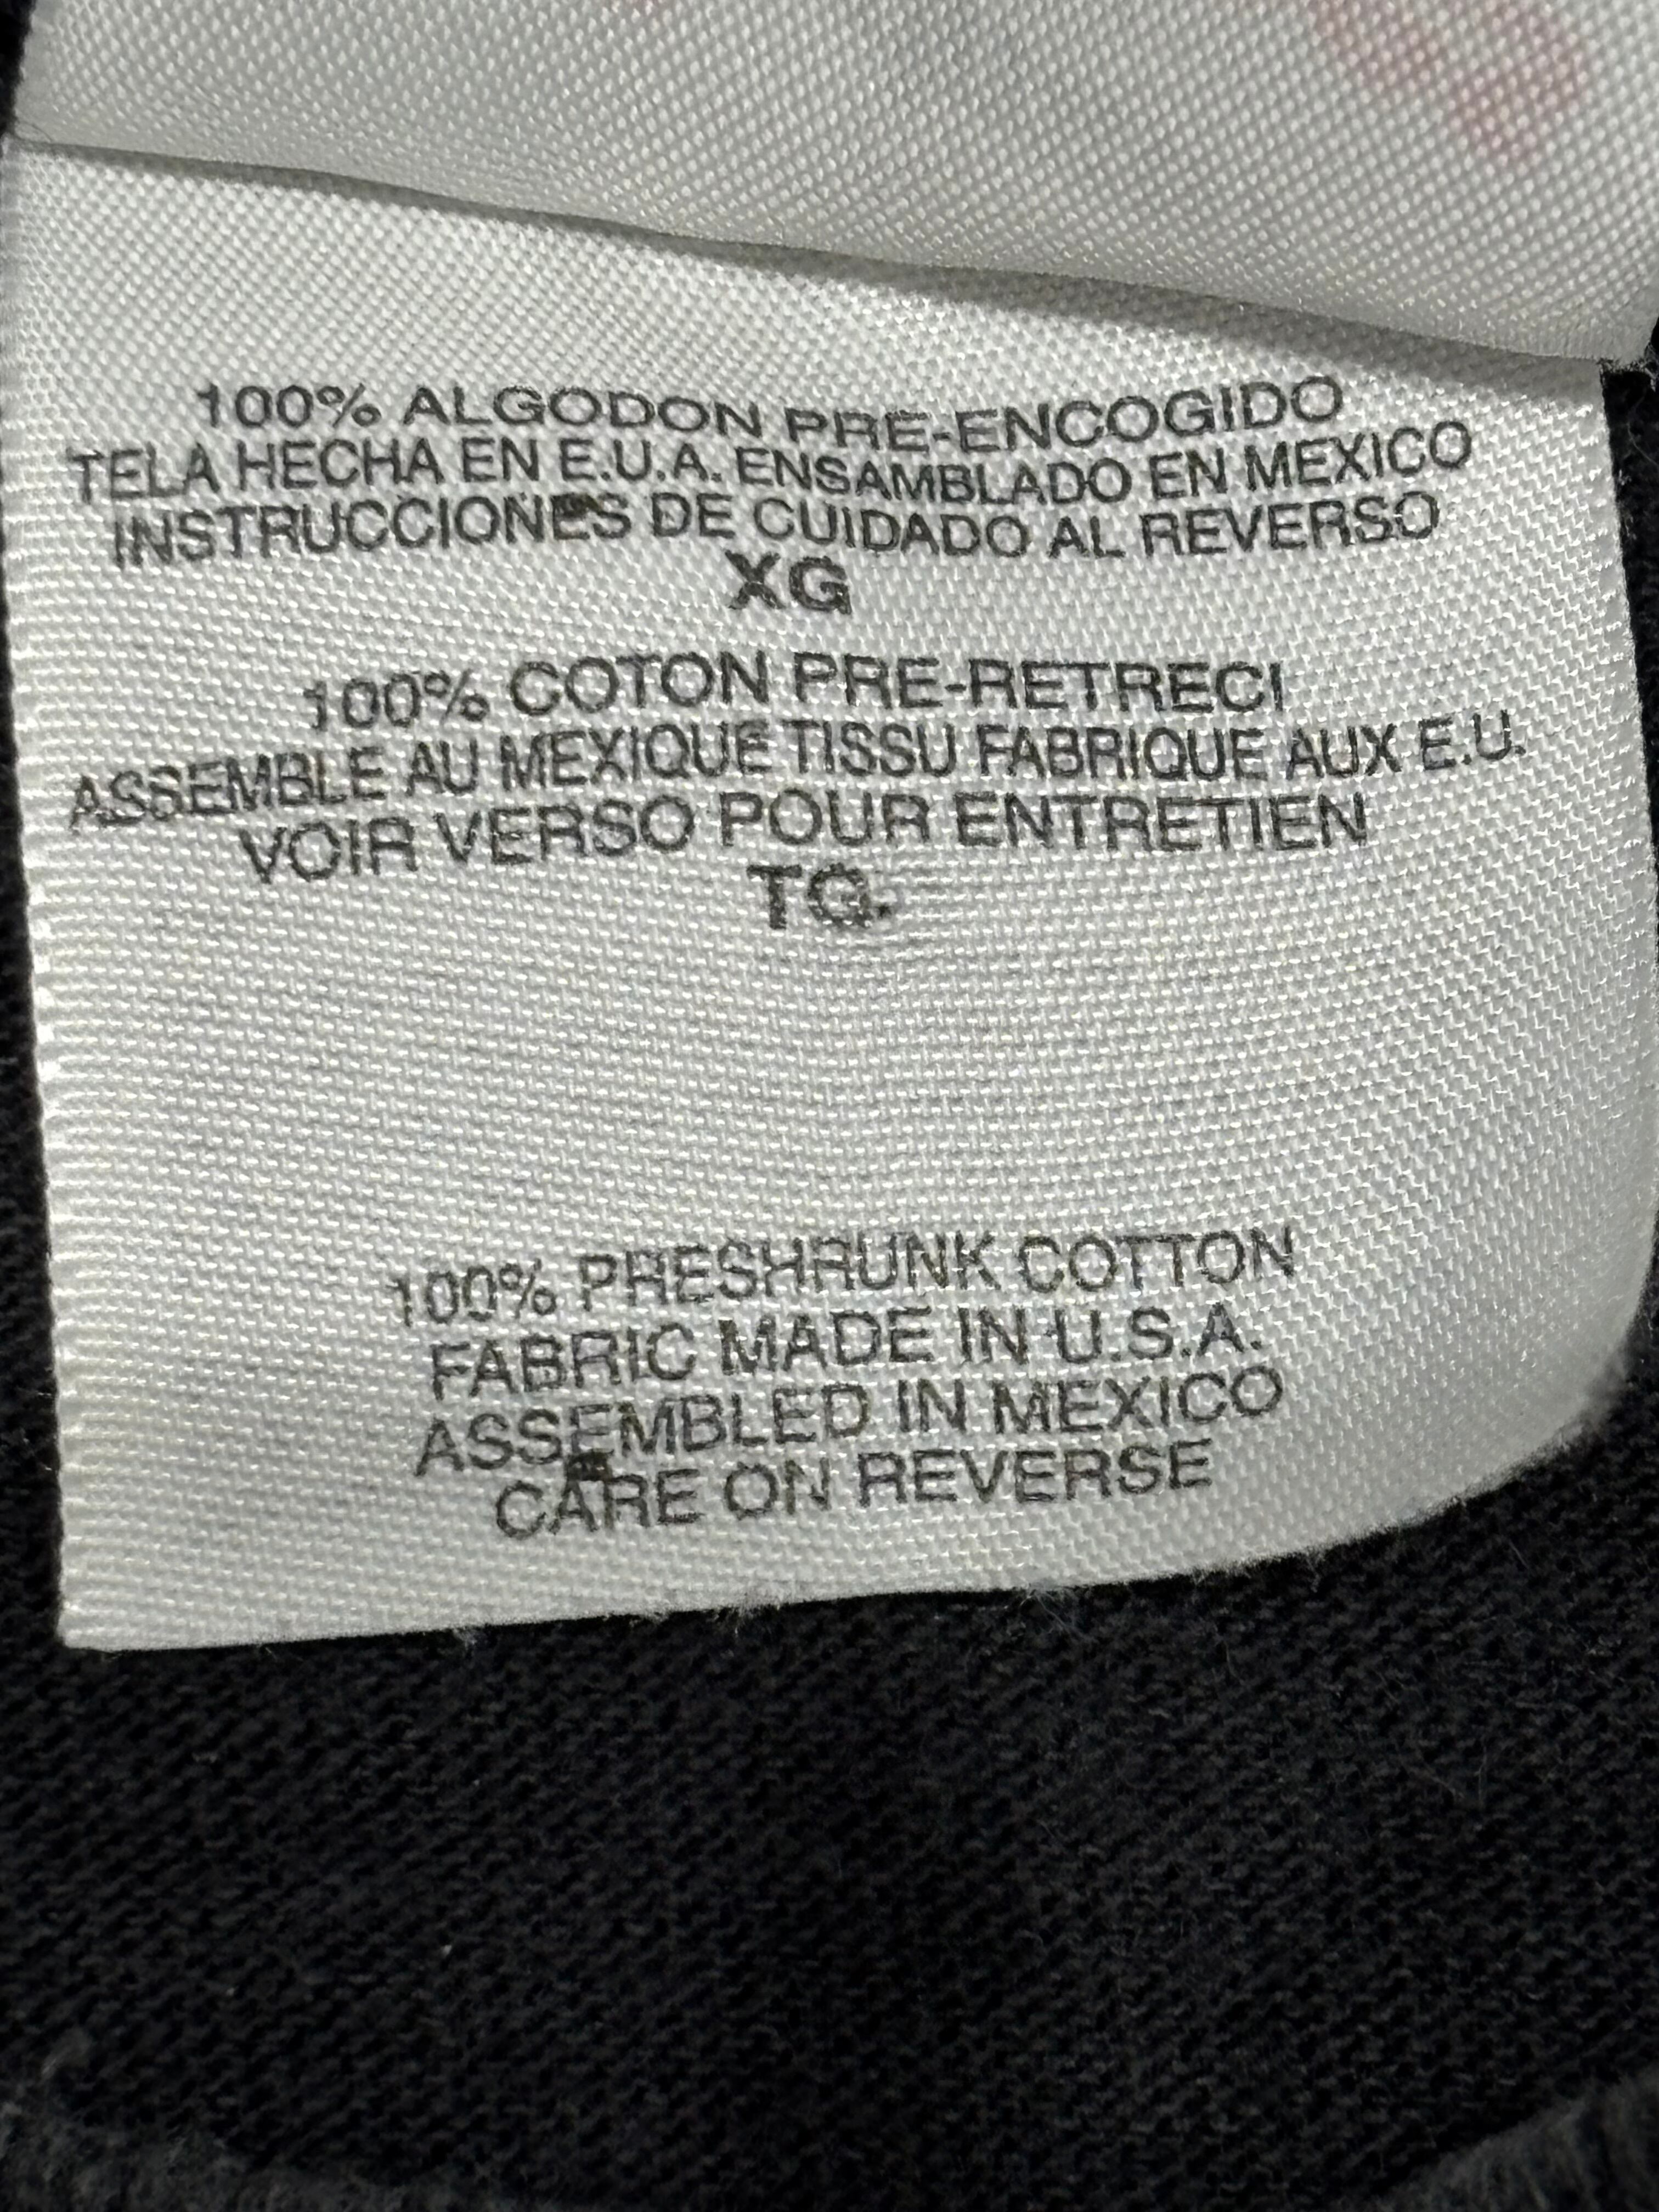 100% ALGODON PRE-ENCOGIDO
TELA HECHA EN E.U.A. ENSAMBLADO EN MEXICO
INSTRUCCIONES DE CUIDADO AL REVERSO
XG
100% COTON PRE-RETRECI
ASSEMBLE AU MEXIQUE TISSU FABRIQUE AUX E.U.
VOIR VERSO POUR ENTRETIEN
TG.
100% PRESHRUNK COTTON
FABRIC MADE IN U.S.A.
ASSEMBLED IN MEXICO
CARE ON REVERSE